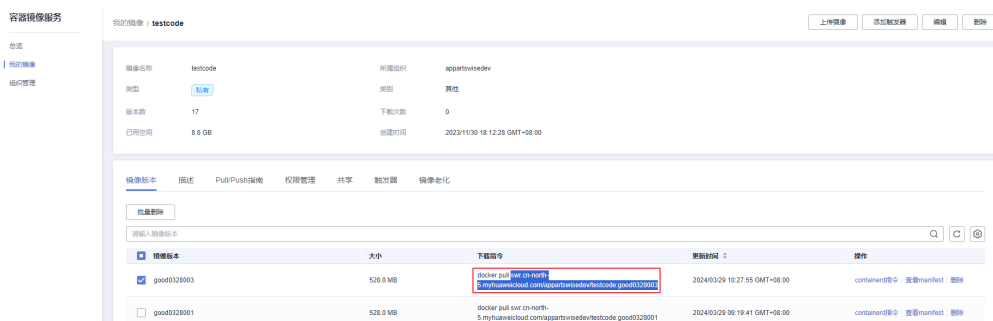 容器镜像服务
我的镜像 / testcode
上传镜像
添加触发器
编辑
删除
总览
我的镜像
组织管理
镜像名称 testcode 所属组织 appartswisedev
类型 私有 类别 其他
版本数 17 下载次数 0
已用空间 8.6 GB 创建时间 2023/11/30 18:12:28 GMT+08:00
镜像版本 描述 Pull/Push指南 权限管理 共享 触发器 镜像老化
批量删除
请输入镜像版本
镜像版本 大小 下载指令 更新时间 操作
good0328003 528.0 MB docker pull swr.cn-north-
5.myhuaweicloud.com/appartswisedev/testcode:good0328003 2024/03/29 10:27:55 GMT+08:00 containerd指令 查看manifest 删除
good0328001 528.0 MB docker pull swr.cn-north-
5.myhuaweicloud.com/appartswisedev/testcode:good0328001 2024/03/29 09:19:41 GMT+08:00 containerd指令 查看manifest 删除